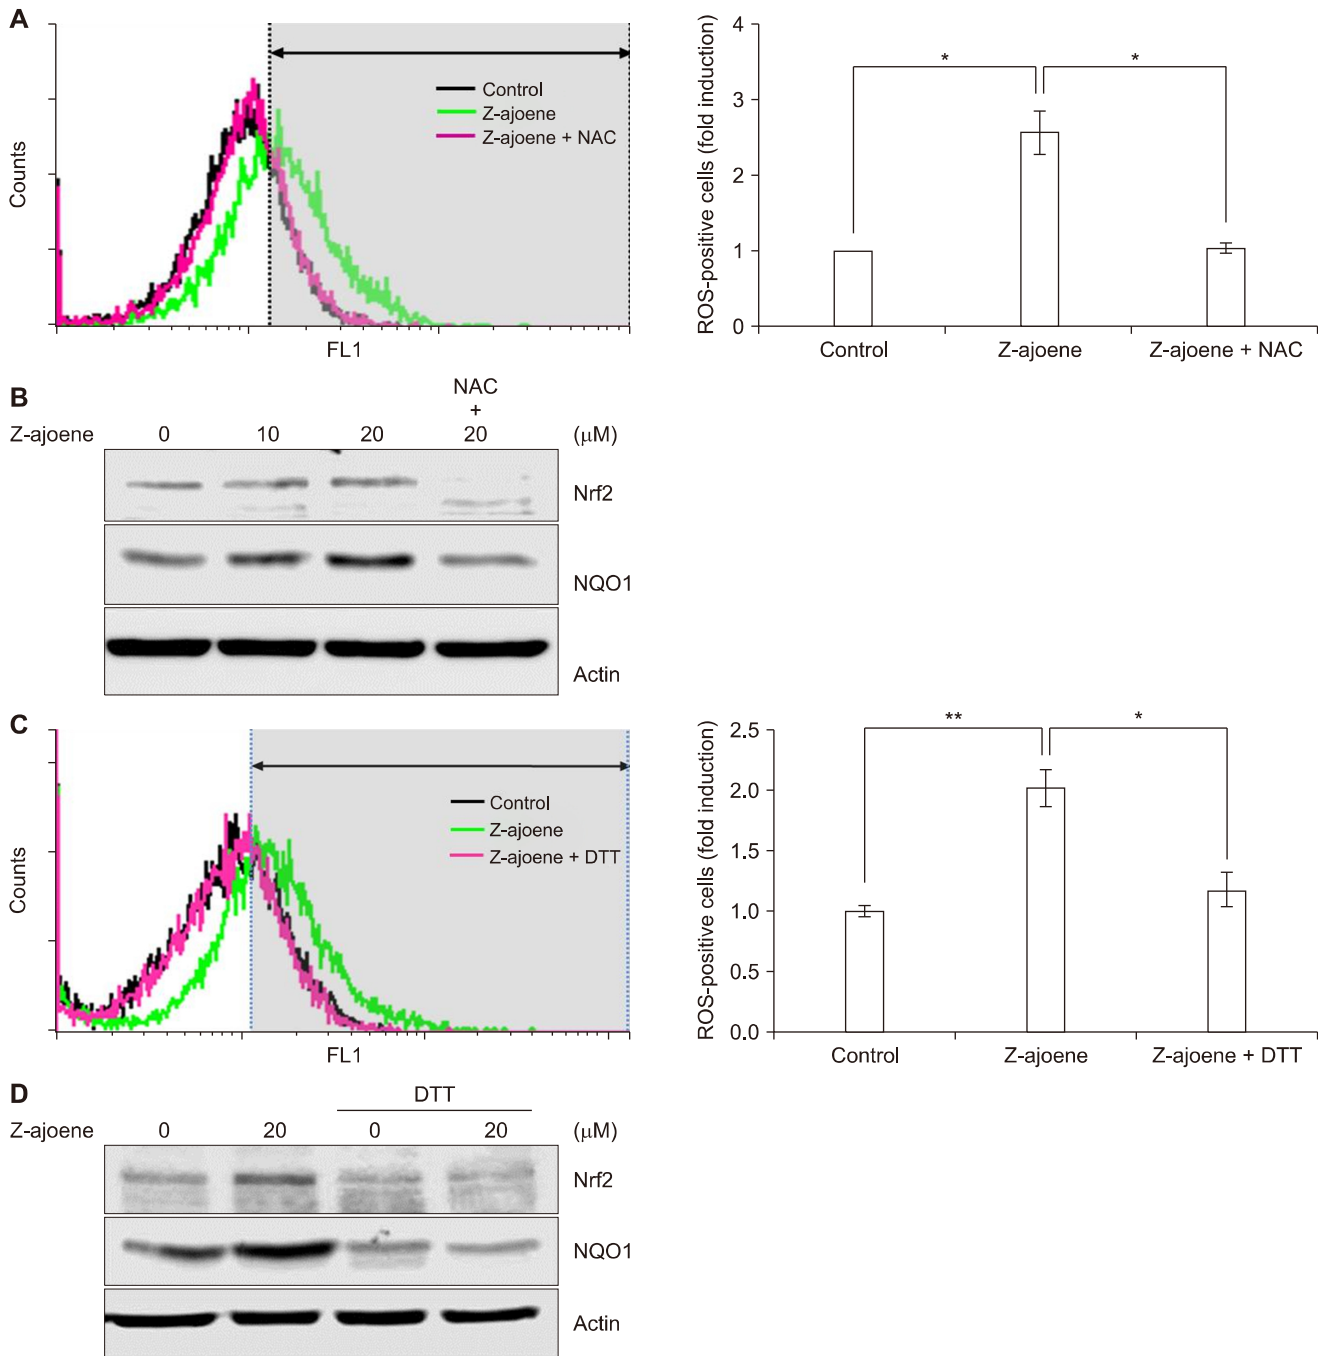 A
Counts
Control
Z-ajoene
Z-ajoene + NAC
FL1
ROS-positive cells (fold induction)
4
3
2
1
0
*
*
Control
Z-ajoene
Z-ajoene + NAC
B
NAC
+
Z-ajoene 0 10 20 20 (μM)
Nrf2
NQO1
Actin
C
Counts
Control
Z-ajoene
Z-ajoene + DTT
FL1
ROS-positive cells (fold induction)
2.5
2.0
1.5
1.0
0.5
0.0
**
*
Control
Z-ajoene
Z-ajoene + DTT
D
DTT
Z-ajoene 0 20 0 20 (μM)
Nrf2
NQO1
Actin